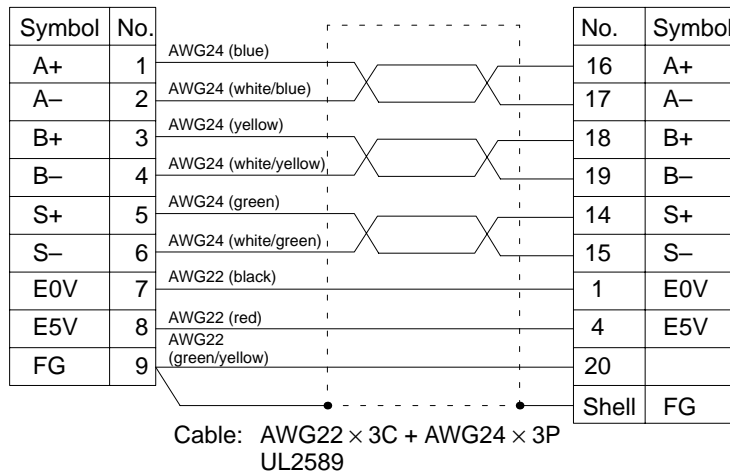 Symbol No. No. Symbol
AWG24 (blue)
A+ 1 16 A+
AWG24 (white/blue)
A– 2 17 A–
AWG24 (yellow)
B+ 3 18 B+
AWG24 (white/yellow)
B– 4 19 B–
AWG24 (green)
S+ 5 14 S+
AWG24 (white/green)
S– 6 15 S–
AWG22 (black)
E0V 7 1 E0V
AWG22 (red)
E5V 8 4 E5V
AWG22
(green/yellow)
FG 9 20
Shell FG
Cable: AWG22 × 3C + AWG24 × 3P
UL2589